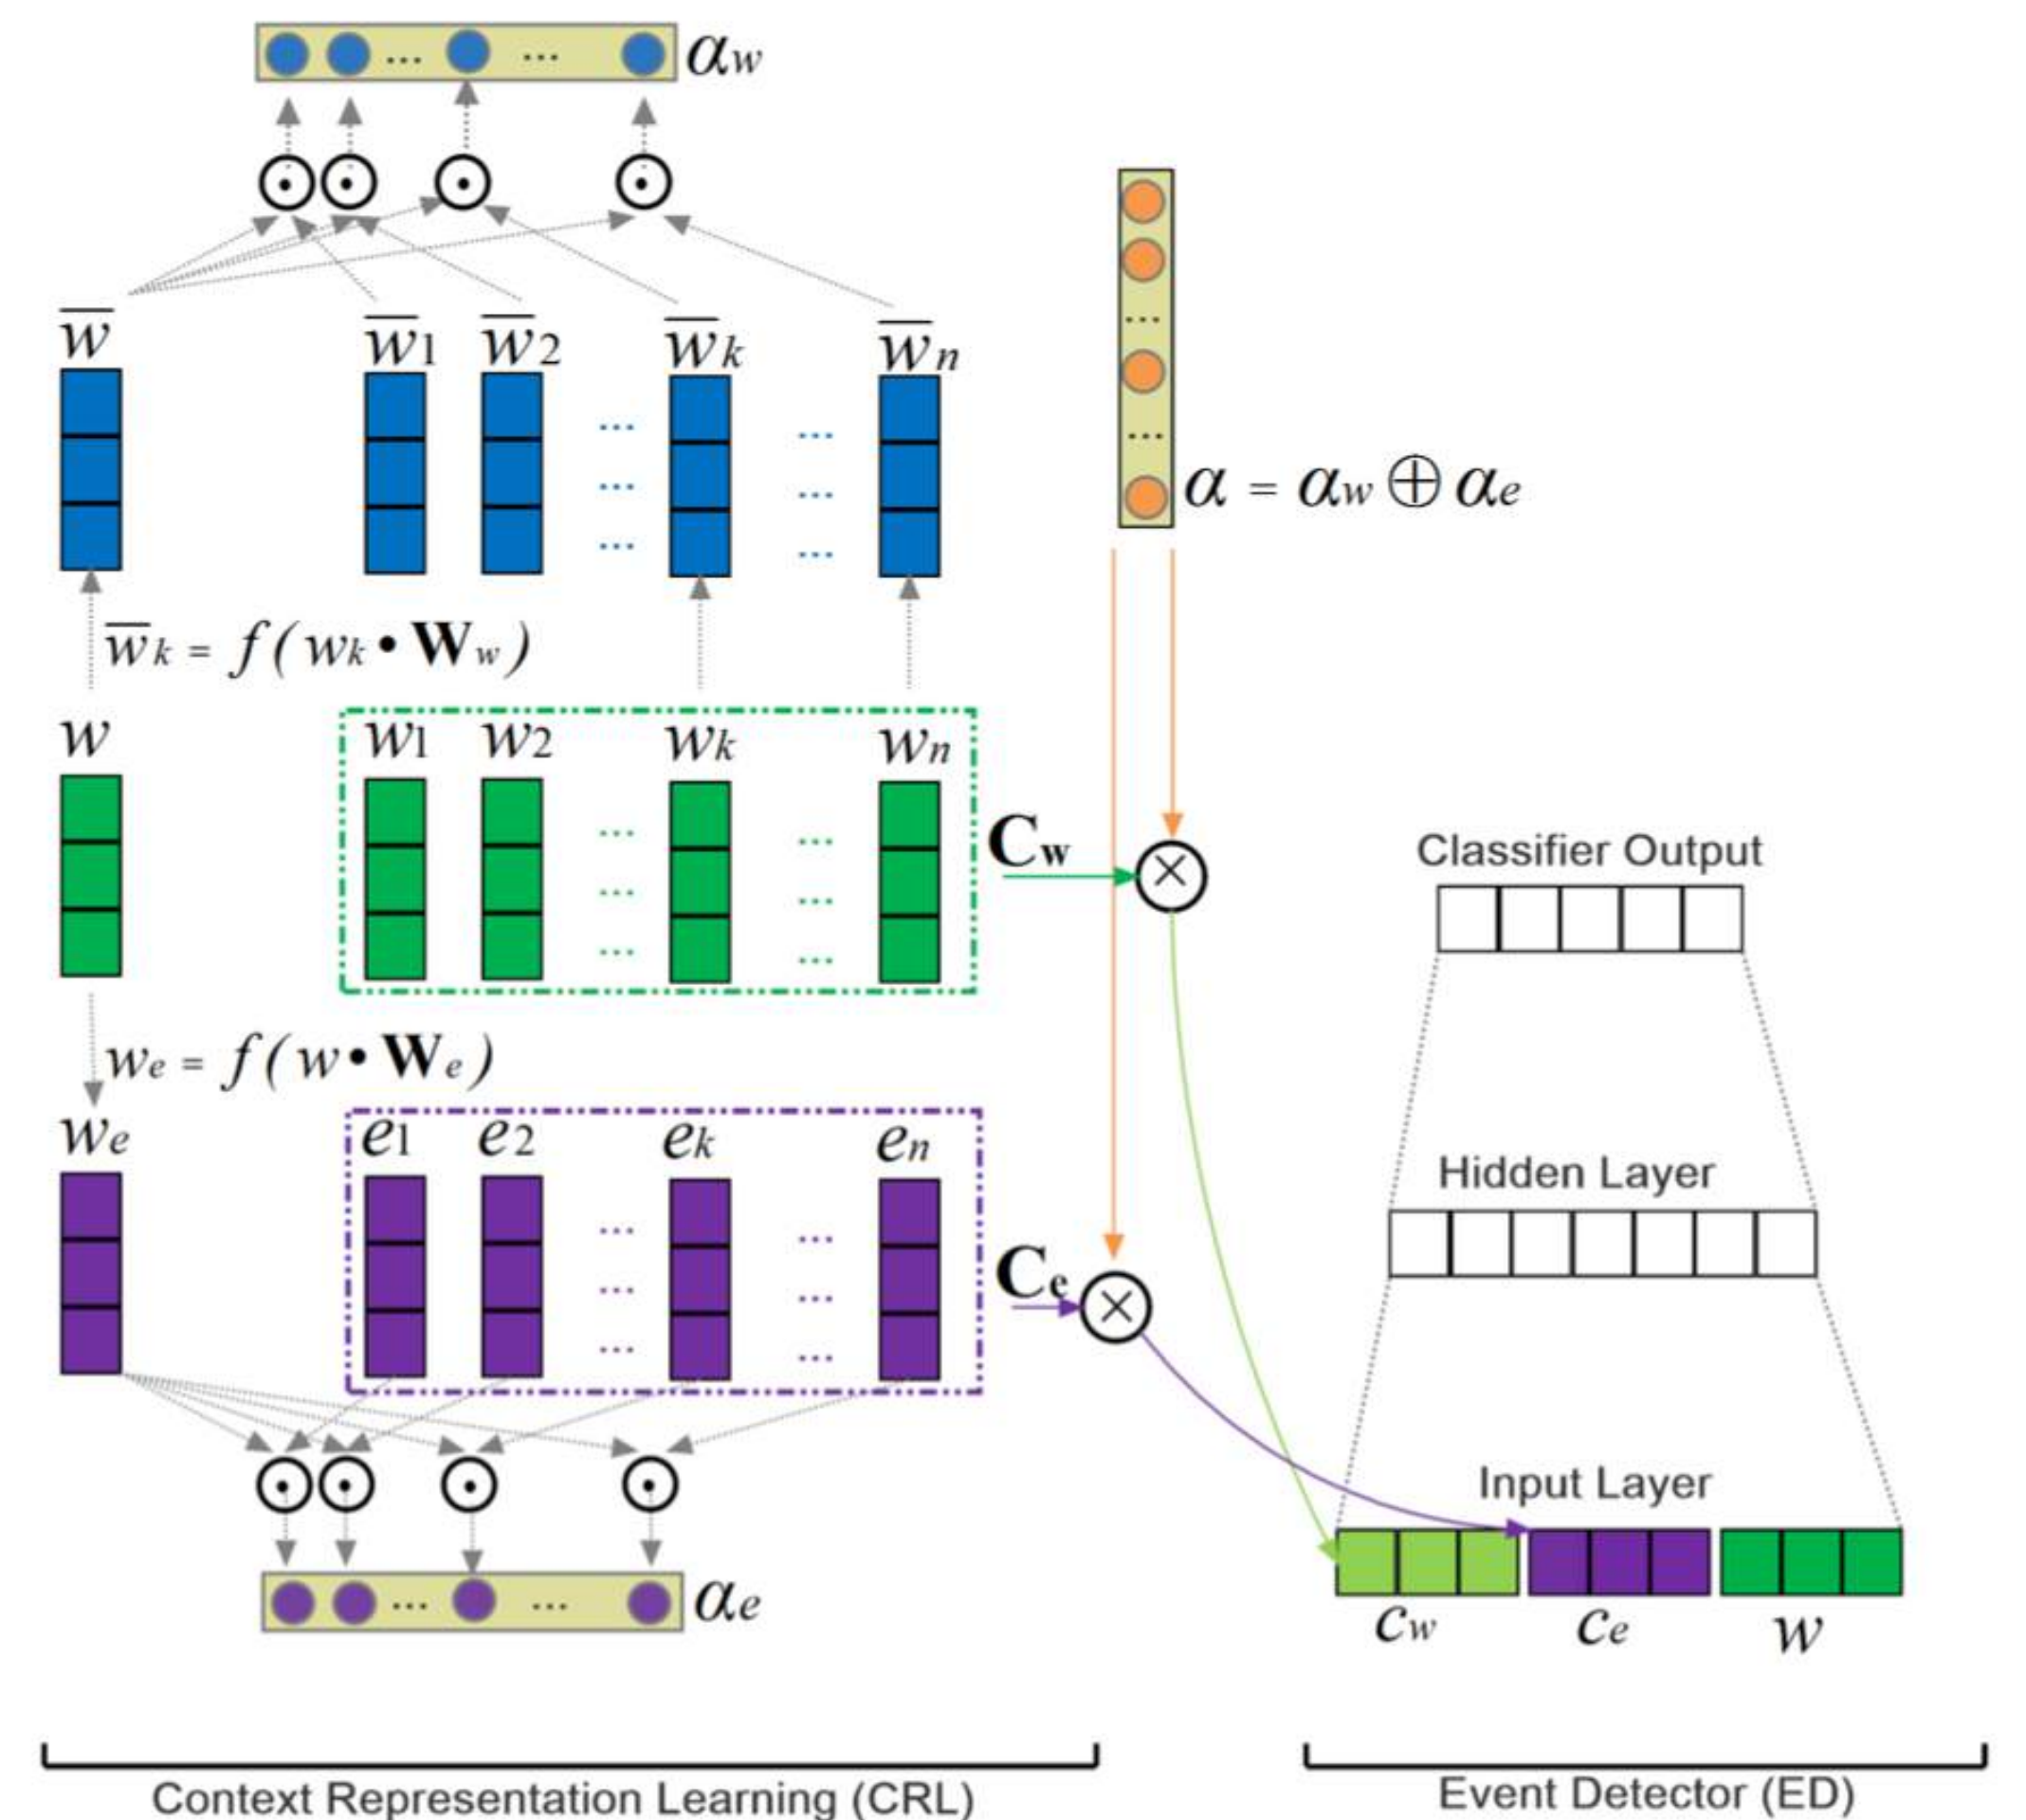 ... ... αw
w̅ w̅1 w̅2 w̅k w̅n
... ...
... ...
... ...
...
...
α = αw ⊕ αe
w̅k = f(wk • Ww)
w w1 w2 wk wn
... ...
... ...
... ...
Cw
we = f(w • We)
we e1 e2 ek en
... ...
... ...
... ...
Ce
... ... αe
Classifier Output
Hidden Layer
Input Layer
cw ce w
Context Representation Learning (CRL)
Event Detector (ED)